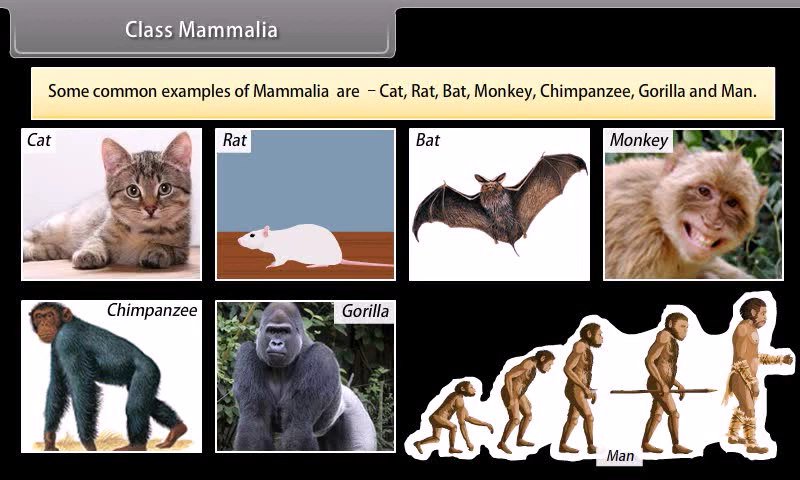 Class Mammalia
Some common examples of Mammalia are – Cat, Rat, Bat, Monkey, Chimpanzee, Gorilla and Man.
Cat
Rat
Bat
Monkey
Chimpanzee
Gorilla
Man